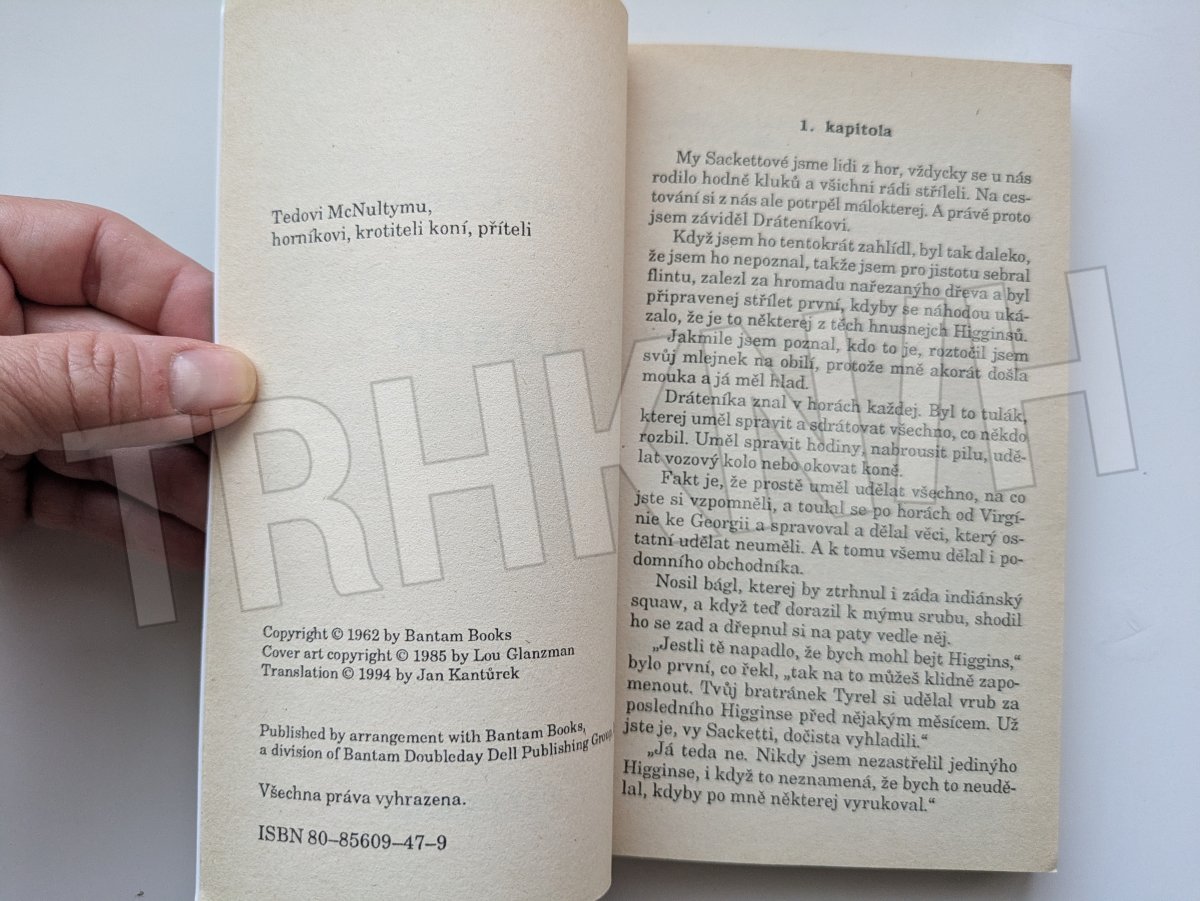 Tedovi McNultymu,
horníkovi, krotiteli koní, příteli
Copyright © 1962 by Bantam Books
Cover art copyright © 1985 by Lou Glanzman
Translation © 1994 by Jan Kantůrek
Published by arrangement with Bantam Books,
a division of Bantam Doubleday Dell Publishing Group
Všechna práva vyhrazena.
ISBN 80–85609–47–9
1. kapitola
My Sackettové jsme lidi z hor, vždycky se u nás
rodilo hodně kluků a všichni rádi stříleli. Na ces-
tování si z nás ale potrpěl málokterej. A právě proto
jsem záviděl Dráteníkovi.
Když jsem ho tentokrát zahlídl, byl tak daleko,
že jsem ho nepoznal, takže jsem pro jistotu sebral
flintu, zalezl za hromadu nařezanýho dřeva a byl
připravenej střílet první, kdyby se náhodou uká-
zalo, že je to některej z těch hnusnejch Higginsů.
Jakmile jsem poznal, kdo to je, roztočil jsem
svůj mlejnek na obilí, protože mně akorát došla
mouka a já měl hlad.
Dráteníka znal v horách každej. Byl to tulák,
kterej uměl spravit a sdrátovat všechno, co někdo
rozbil. Uměl spravit hodiny, nabrousit pilu, udě-
lat vozový kolo nebo okovat koně.
Fakt je, že prostě uměl udělat všechno, na co
jste si vzpomněli, a toulal se po horách od Virgí-
nie ke Georgii a spravoval a dělal věci, který os-
tatní udělat neuměli. A k tomu všemu dělal i po-
domního obchodníka.
Nosil bágl, kterej by ztrhnul i záda indiánský
squaw, a když teď dorazil k mýmu srubu, shodil
ho se zad a dřepnul si na paty vedle něj.
„Jestli tě napadlo, že bych mohl bejt Higgins,“
bylo první, co řekl, „tak na to můžeš klidně zapo-
menout. Tvůj bratránek Tyrel si udělal vrub za
posledního Higginse před nějakým měsícem. Už
jste je, vy Sacketti, dočista vyhladili.“
„Já teda ne. Nikdy jsem nezastřelil jedinýho
Higginse, i když to neznamená, že bych to neudě-
lal, kdyby po mně některej vyrukoval.“
TRHKNIH